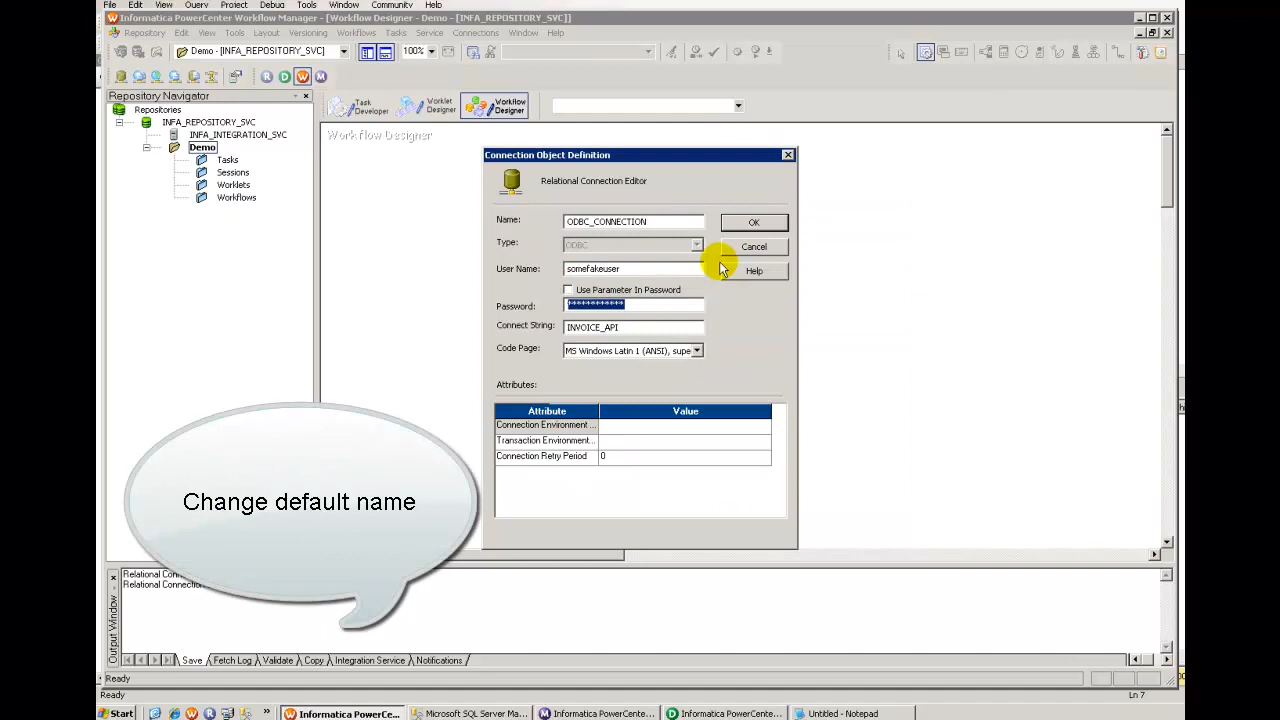 File Edit View Query Project Debug Tools Window Community Help
Informatica PowerCenter Workflow Manager - [Workflow Designer - Demo - [INFA_REPOSITORY_SVC]]
Repository Edit View Tools Layout Versioning Workflows Tasks Service Connections Window Help
Demo - [INFA_REPOSITORY_SVC] 100%
R D W M
Repository Navigator
Repositories
INFA_REPOSITORY_SVC
INFA_INTEGRATION_SVC
Demo
Tasks
Sessions
Worklets
Workflows
Task Developer
Worklet Designer
Workflow Designer
Workflow Designer
Connection Object Definition
Relational Connection Editor
Name: ODBC_CONNECTION OK
Type: ODBC Cancel
User Name: somefakeuser Help
Use Parameter In Password
Password: ************
Connect String: INVOICE_API
Code Page: MS Windows Latin 1 (ANSI), supe
Attributes:
Attribute Value
Connection Environment ...
Transaction Environment...
Connection Retry Period 0
Change default name
Relational
Relational Connection
Output Window
Save Fetch Log Validate Copy Integration Service Notifications
Ready
Ready Ln 7
Start Informatica PowerCe... Microsoft SQL Server Ma... Informatica PowerCente... Informatica PowerCente... Untitled - Notepad